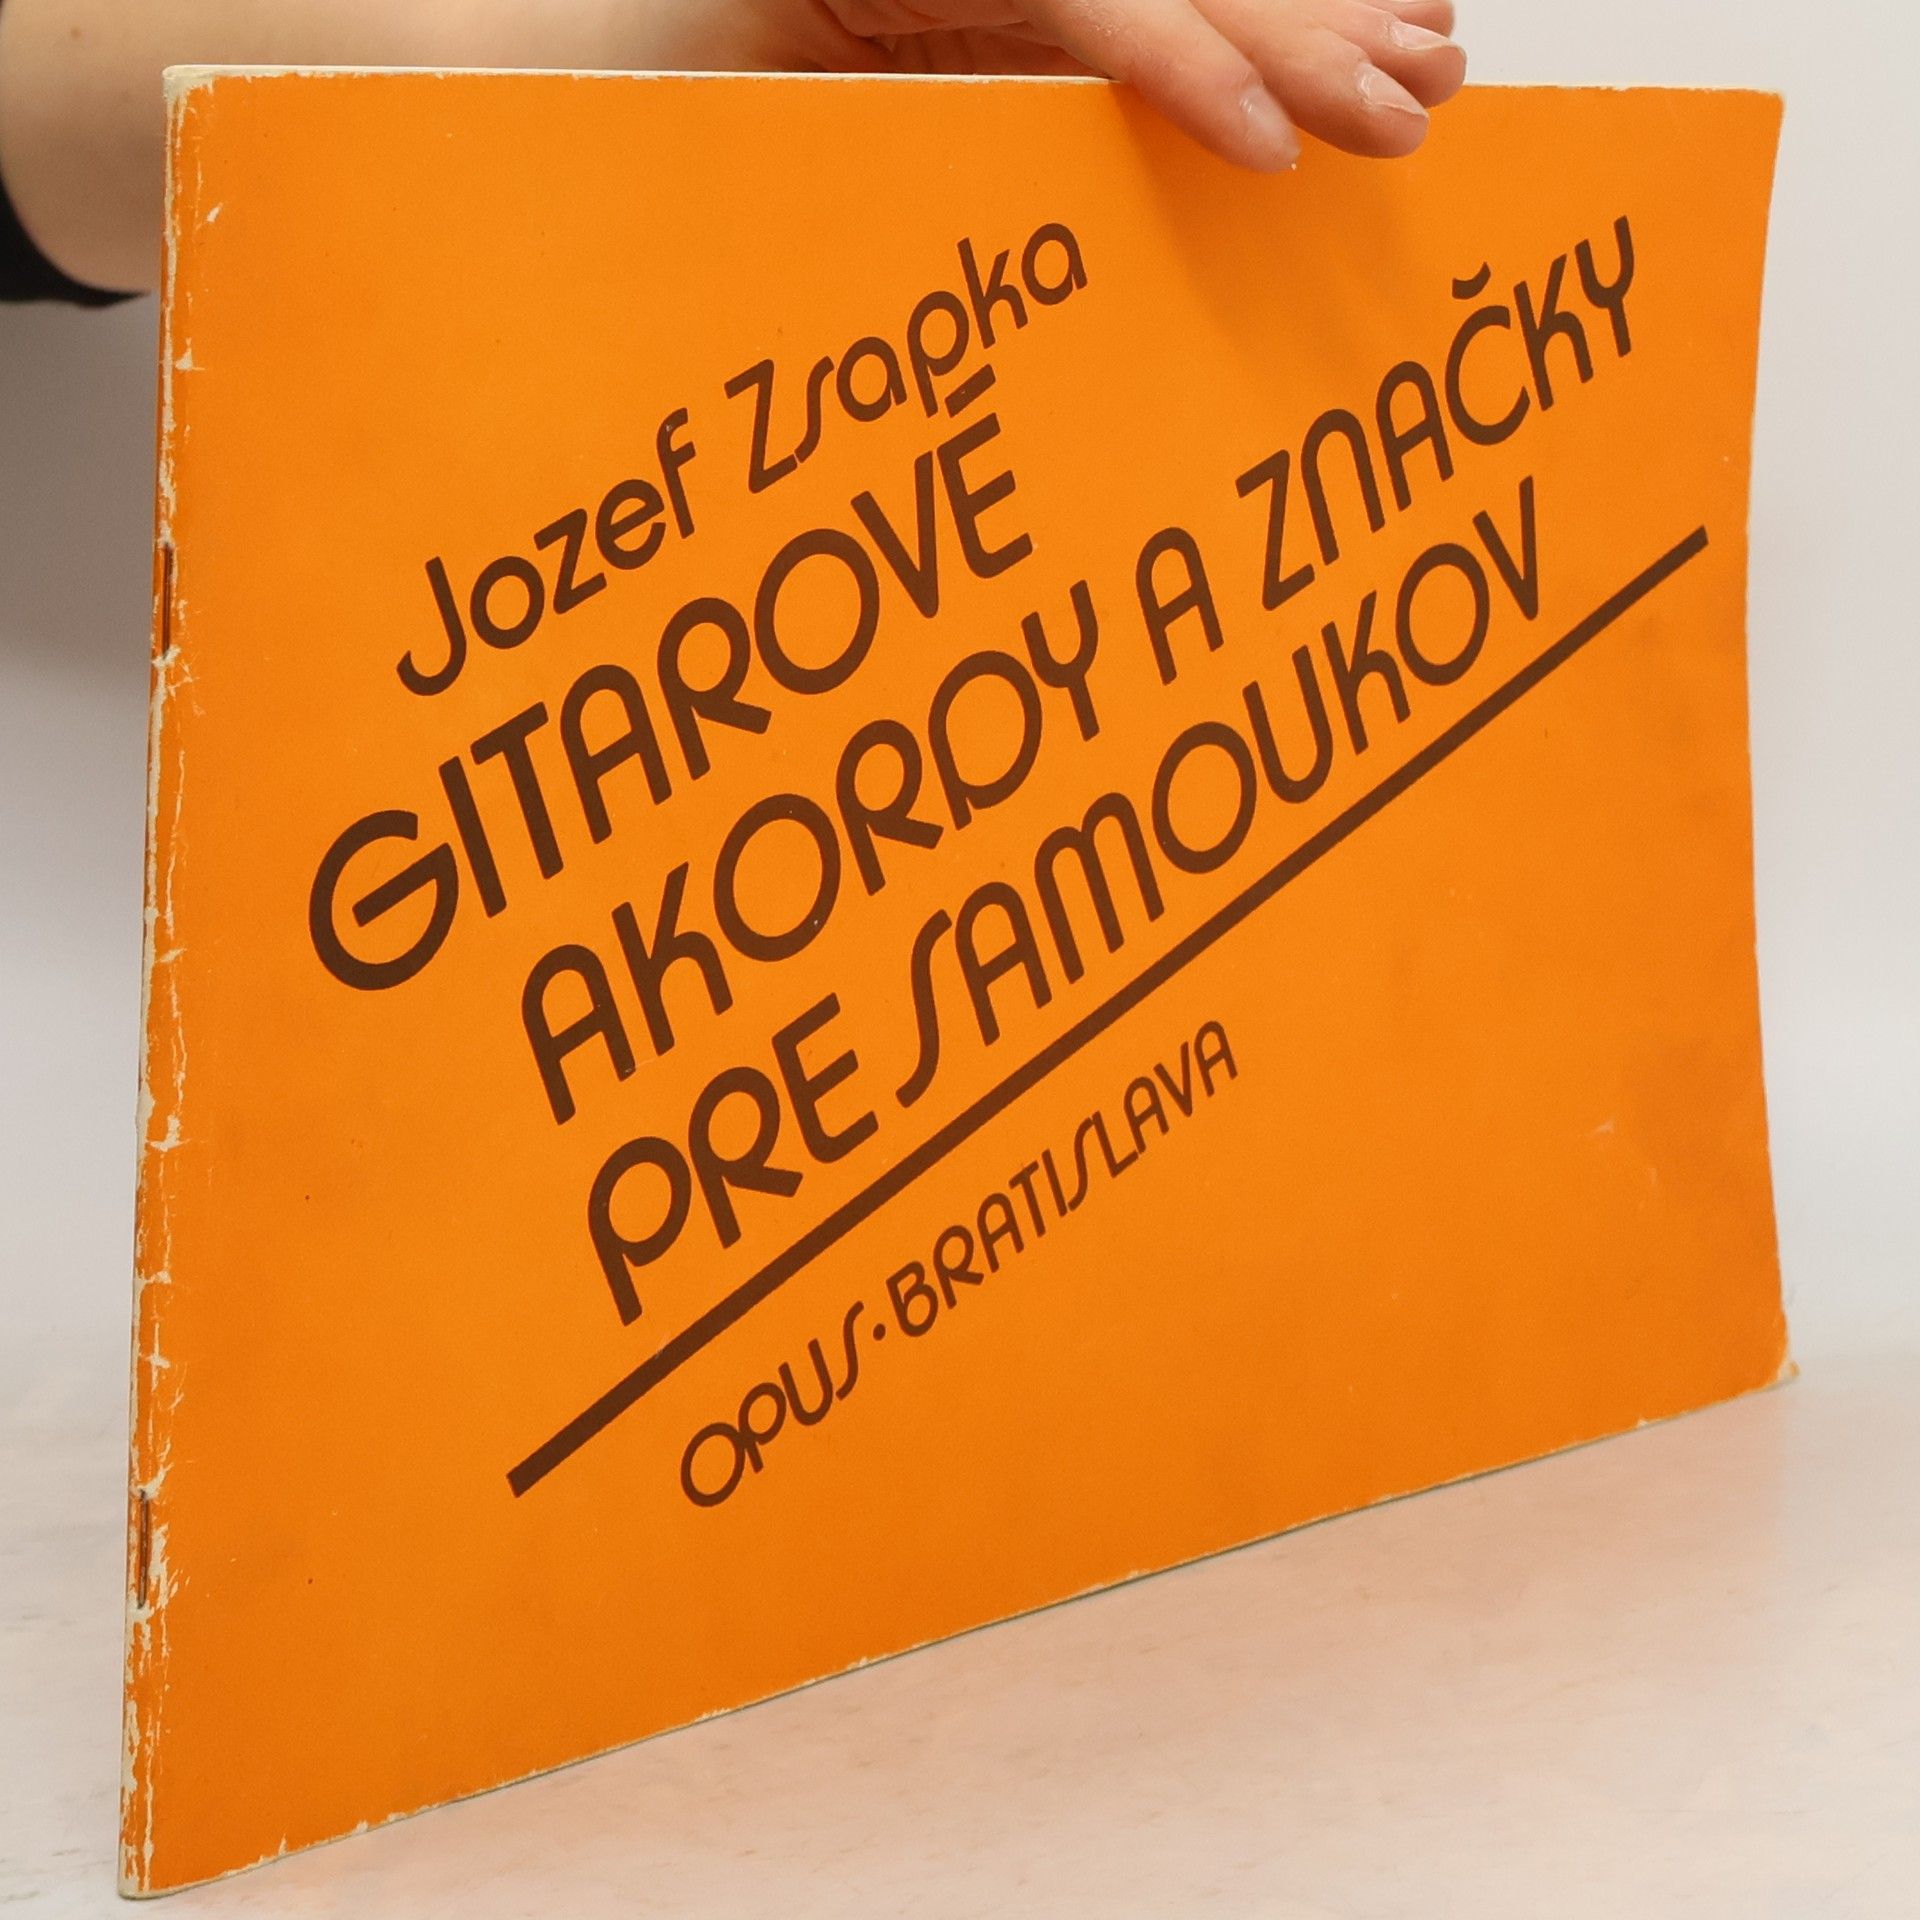 Jozef Zsapka
GITAROVÉ
AKORDY A ZNAČKY
PRE SAMOUKOV
OPUS · BRATISLAVA